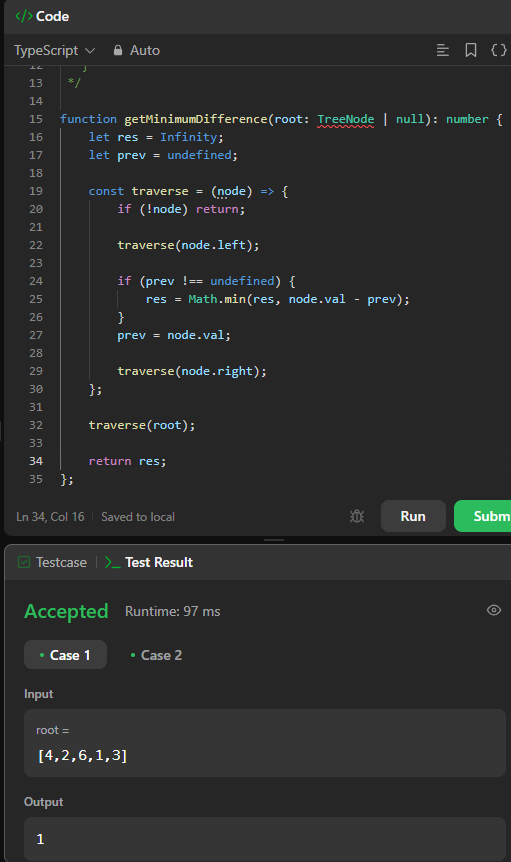 </> Code
TypeScript Auto
12 }
13 */
14
15 function getMinimumDifference(root: TreeNode | null): number {
16 let res = Infinity;
17 let prev = undefined;
18
19 const traverse = (node) => {
20 if (!node) return;
21
22 traverse(node.left);
23
24 if (prev !== undefined) {
25 res = Math.min(res, node.val - prev);
26 }
27 prev = node.val;
28
29 traverse(node.right);
30 };
31
32 traverse(root);
33
34 return res;
35 };
Ln 34, Col 16 Saved to local Run Subm
Testcase >_ Test Result
Accepted Runtime: 97 ms
• Case 1 • Case 2
Input
root =
[4,2,6,1,3]
Output
1